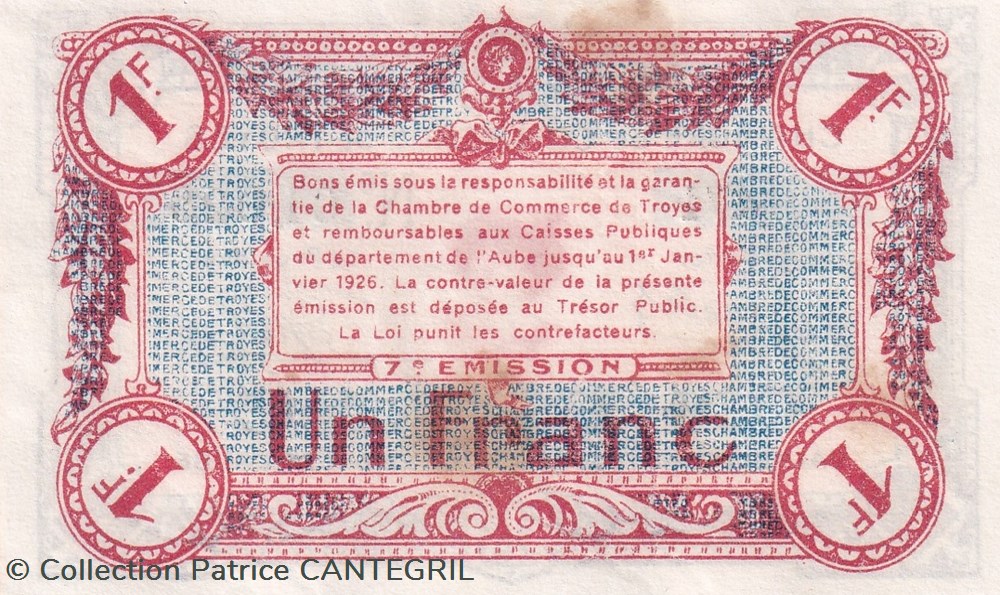 1F. 1F.
Bons émis sous la responsabilité et la garan-
tie de la Chambre de Commerce de Troyes
et remboursables aux Caisses Publiques
du département de l'Aube jusqu'au 1er Jan-
vier 1926. La contre-valeur de la présente
émission est déposée au Trésor Public.
La Loi punit les contrefacteurs.
7e EMISSION
Un Franc
1F. 1F.
© Collection Patrice CANTEGRIL